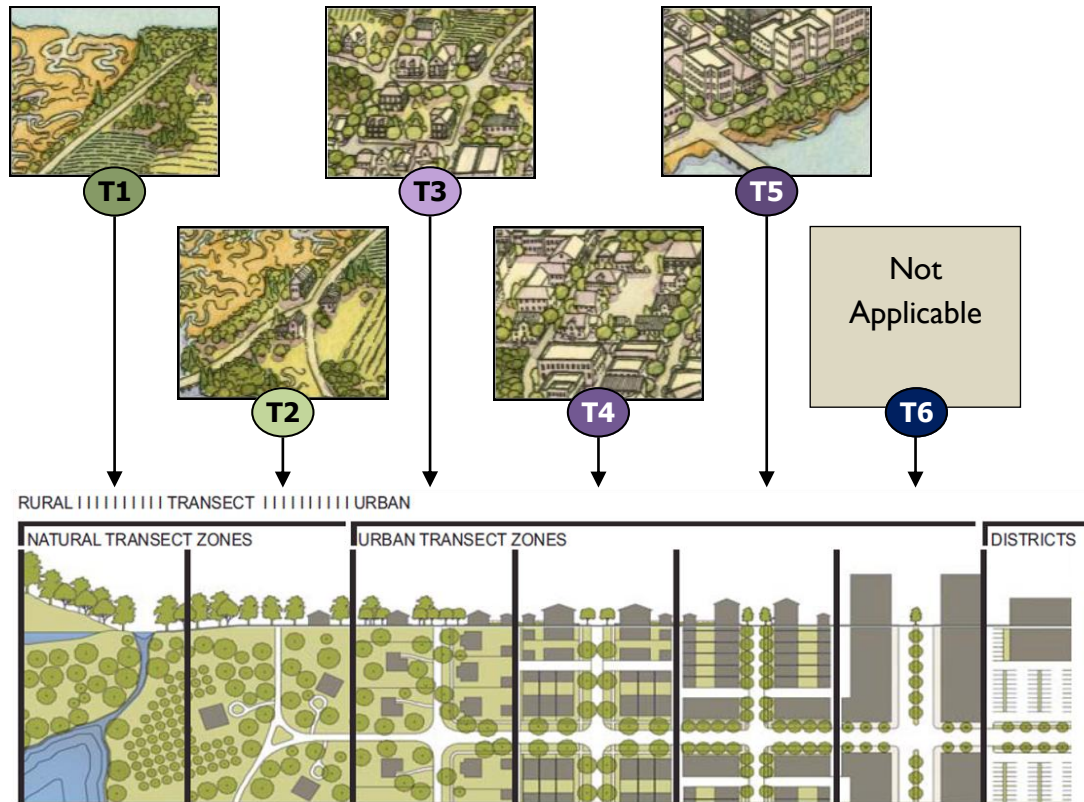 T1
T3
T5
Not
Applicable
T2
T4
T6
RURAL I I I I I I I I I I TRANSECT I I I I I I I I I I URBAN
NATURAL TRANSECT ZONES
URBAN TRANSECT ZONES
DISTRICTS